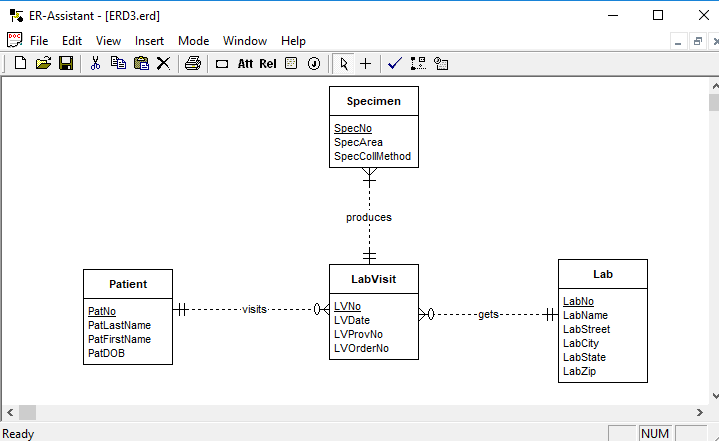 ER-Assistant - [ERD3.erd]
File Edit View Insert Mode Window Help
Att Rel
Specimen
SpecNo
SpecArea
SpecCollMethod
produces
Patient
PatNo
PatLastName
PatFirstName
PatDOB
visits
LabVisit
LVNo
LVDate
LVProvNo
LVOrderNo
gets
Lab
LabNo
LabName
LabStreet
LabCity
LabState
LabZip
Ready
NUM